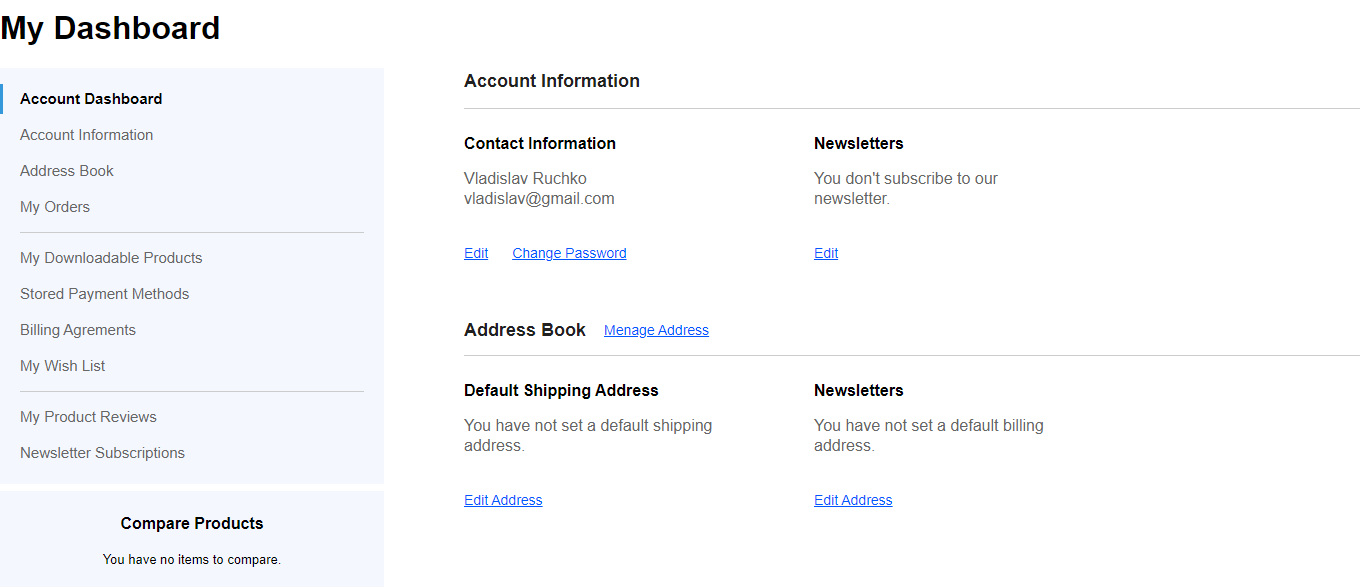 My Dashboard
Account Dashboard
Account Information
Address Book
My Orders
My Downloadable Products
Stored Payment Methods
Billing Agrements
My Wish List
My Product Reviews
Newsletter Subscriptions
Compare Products
You have no items to compare.
Account Information
Contact Information
Vladislav Ruchko
vladislav@gmail.com
Edit Change Password
Newsletters
You don't subscribe to our
newsletter.
Edit
Address Book Menage Address
Default Shipping Address
You have not set a default shipping
address.
Edit Address
Newsletters
You have not set a default billing
address.
Edit Address